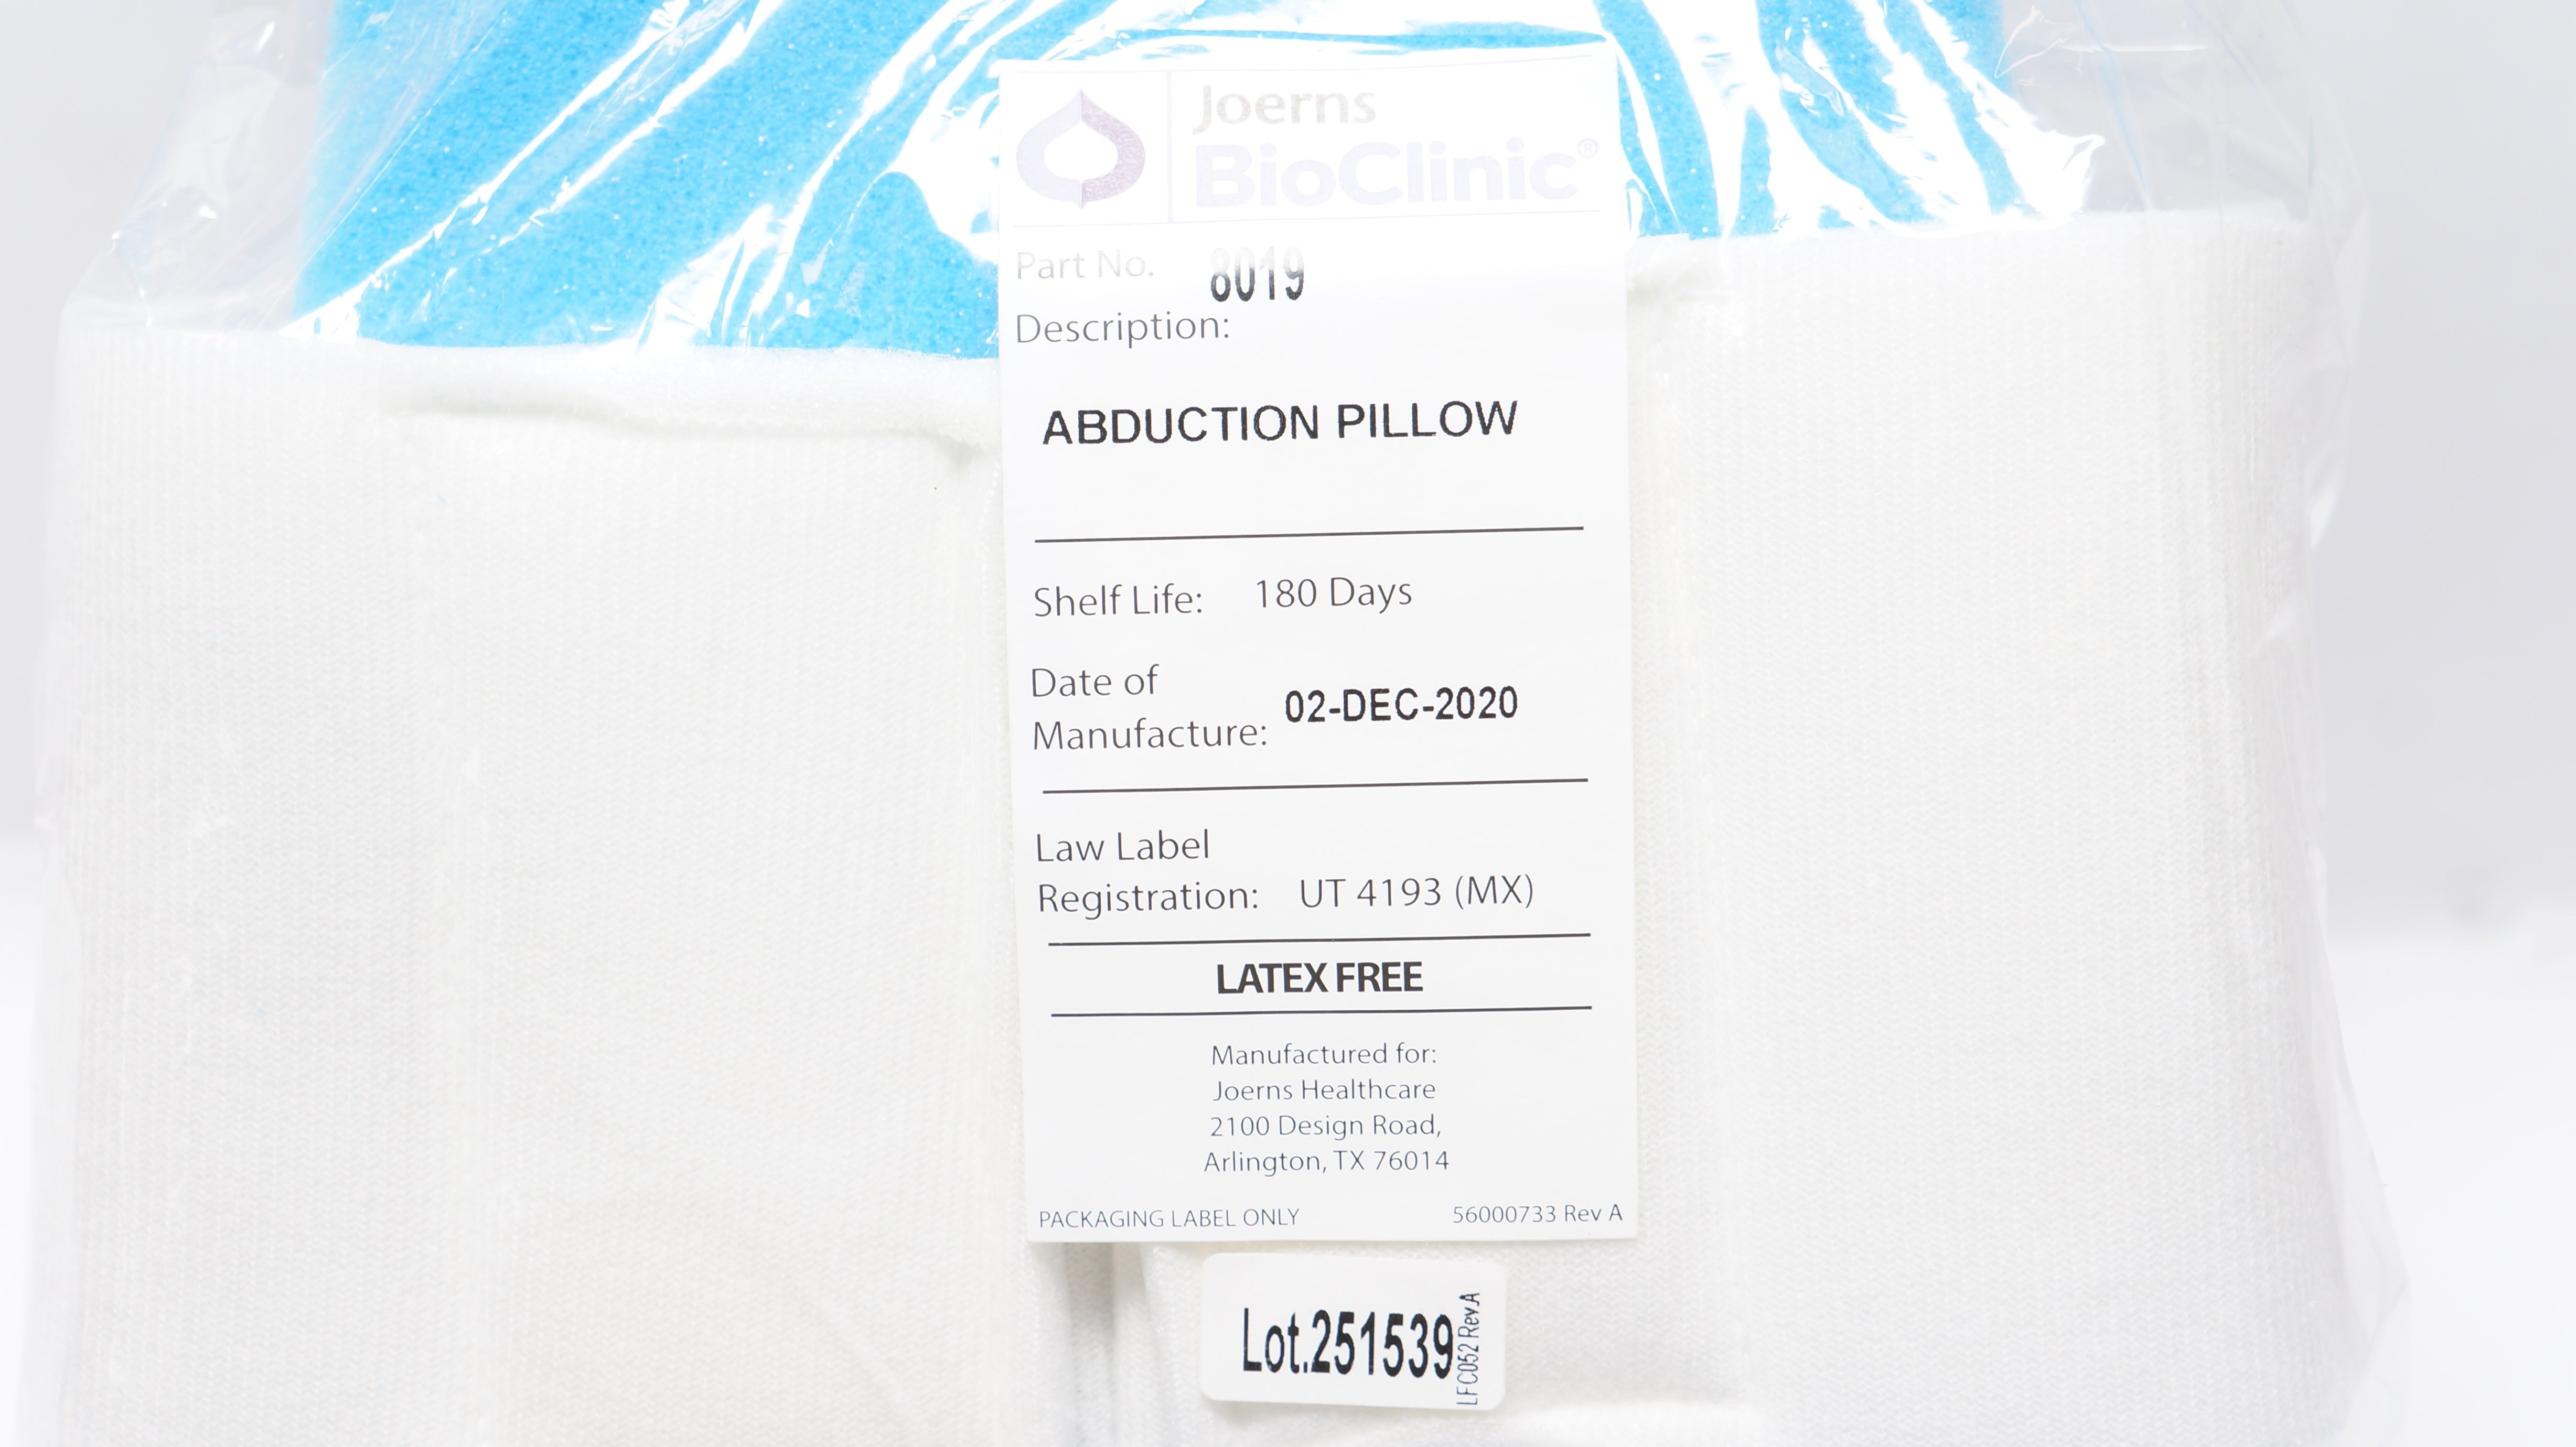 Joerns
BioClinic®
Part No. 8019
Description:
ABDUCTION PILLOW
Shelf Life: 180 Days
Date of
Manufacture: 02-DEC-2020
Law Label
Registration: UT 4193 (MX)
LATEX FREE
Manufactured for:
Joerns Healthcare
2100 Design Road,
Arlington, TX 76014
PACKAGING LABEL ONLY 56000733 Rev A
Lot.251539
LFC052 Rev.A